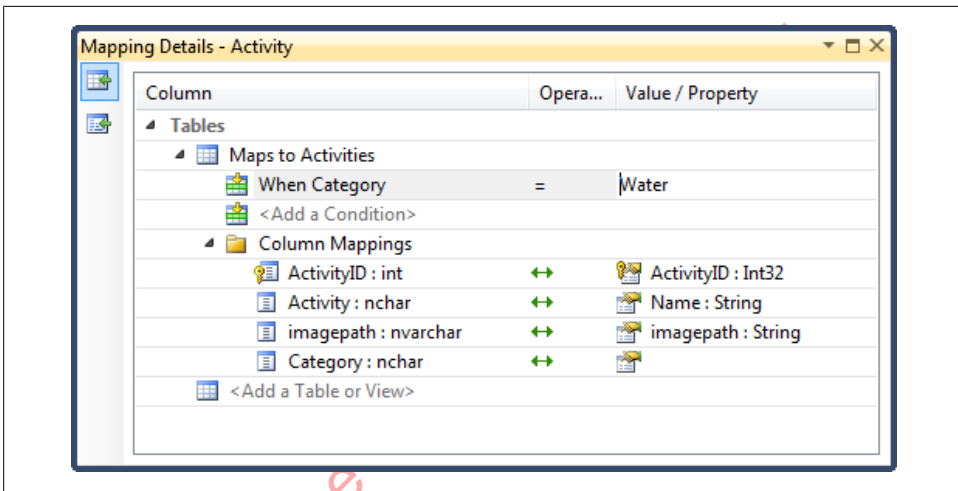 Mapping Details - Activity
Column Opera... Value / Property
Tables
Maps to Activities
When Category = Water
<Add a Condition>
Column Mappings
ActivityID : int ActivityID : Int32
Activity : nchar Name : String
imagepath : nvarchar imagepath : String
Category : nchar
<Add a Table or View>